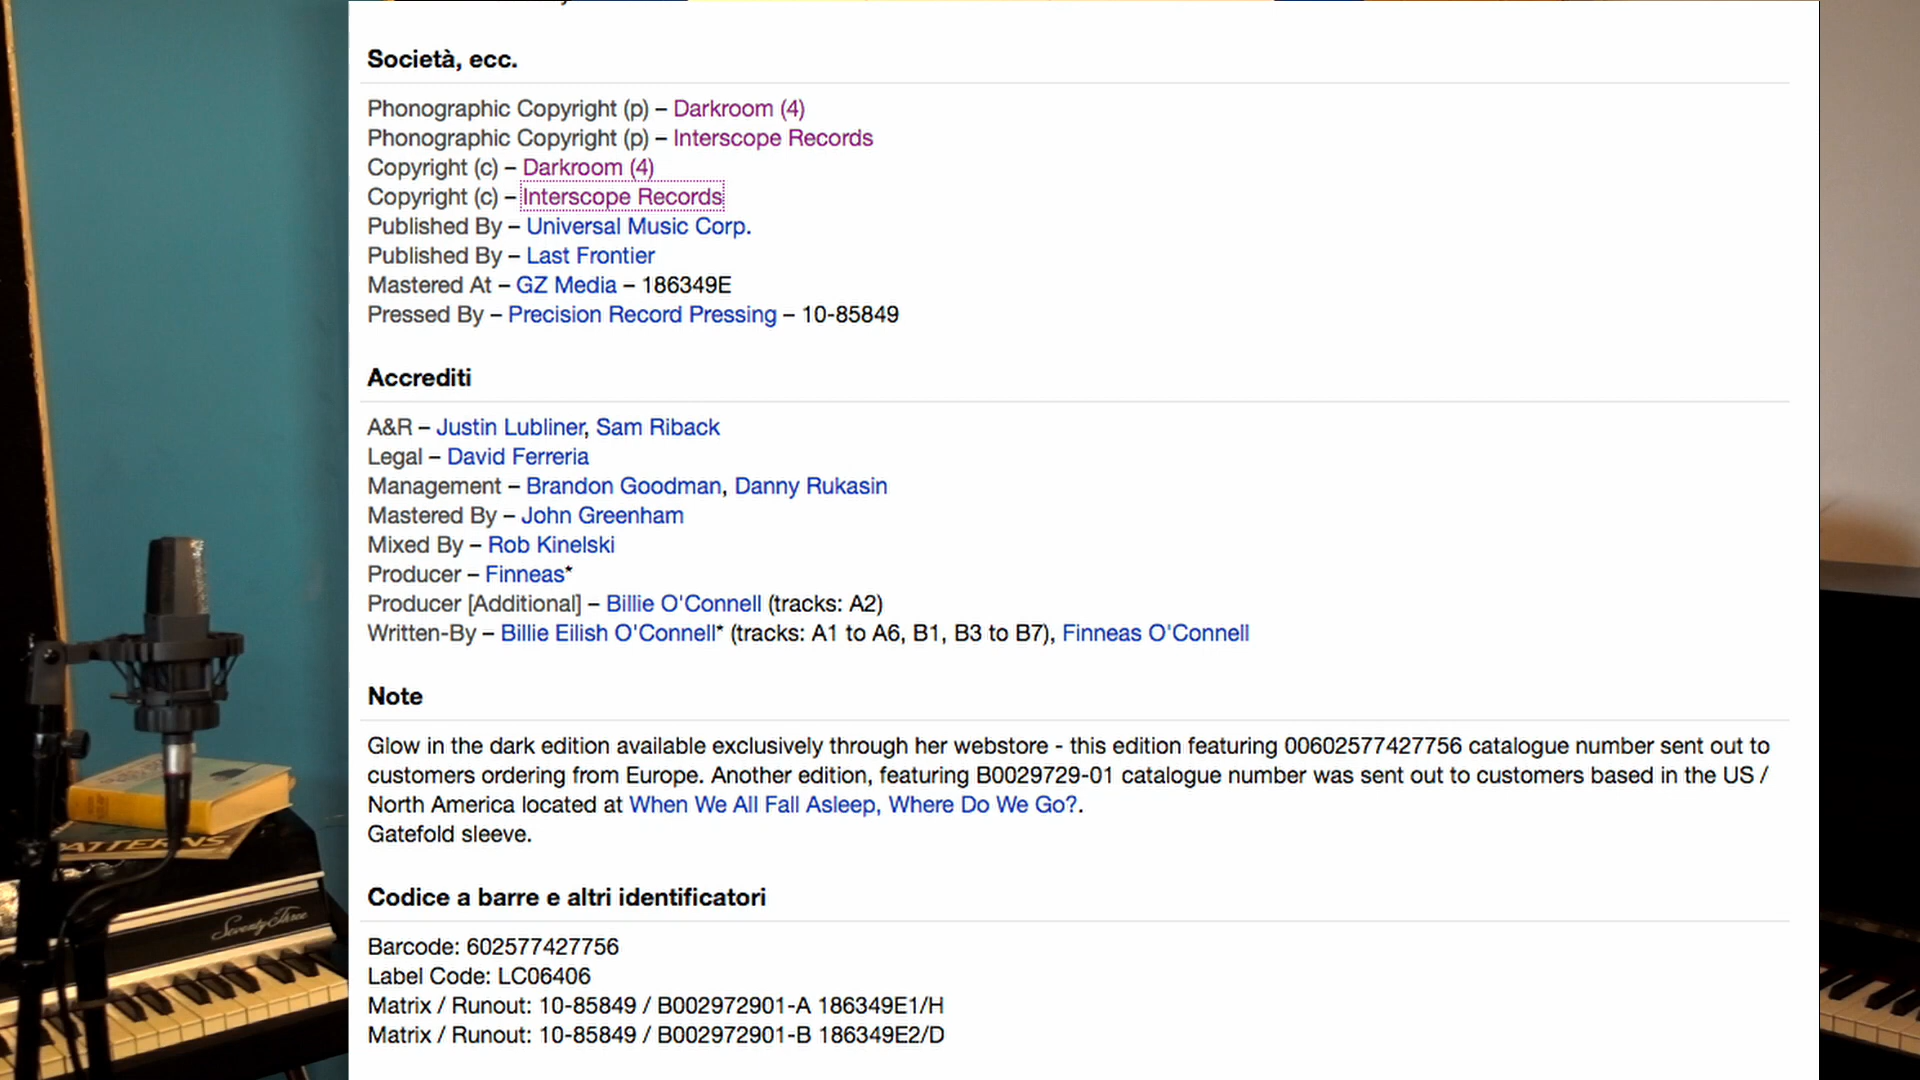 Società, ecc.
Phonographic Copyright (p) – Darkroom (4)
Phonographic Copyright (p) – Interscope Records
Copyright (c) – Darkroom (4)
Copyright (c) – Interscope Records
Published By – Universal Music Corp.
Published By – Last Frontier
Mastered At – GZ Media – 186349E
Pressed By – Precision Record Pressing – 10-85849
Accrediti
A&R – Justin Lubliner, Sam Riback
Legal – David Ferreria
Management – Brandon Goodman, Danny Rukasin
Mastered By – John Greenham
Mixed By – Rob Kinelski
Producer – Finneas*
Producer [Additional] – Billie O'Connell (tracks: A2)
Written-By – Billie Eilish O'Connell* (tracks: A1 to A6, B1, B3 to B7), Finneas O'Connell
Note
Glow in the dark edition available exclusively through her webstore - this edition featuring 00602577427756 catalogue number sent out to
customers ordering from Europe. Another edition, featuring B0029729-01 catalogue number was sent out to customers based in the US /
North America located at When We All Fall Asleep, Where Do We Go?.
Gatefold sleeve.
Codice a barre e altri identificatori
Barcode: 602577427756
Label Code: LC06406
Matrix / Runout: 10-85849 / B002972901-A 186349E1/H
Matrix / Runout: 10-85849 / B002972901-B 186349E2/D
PATTERNS
Seventy Three